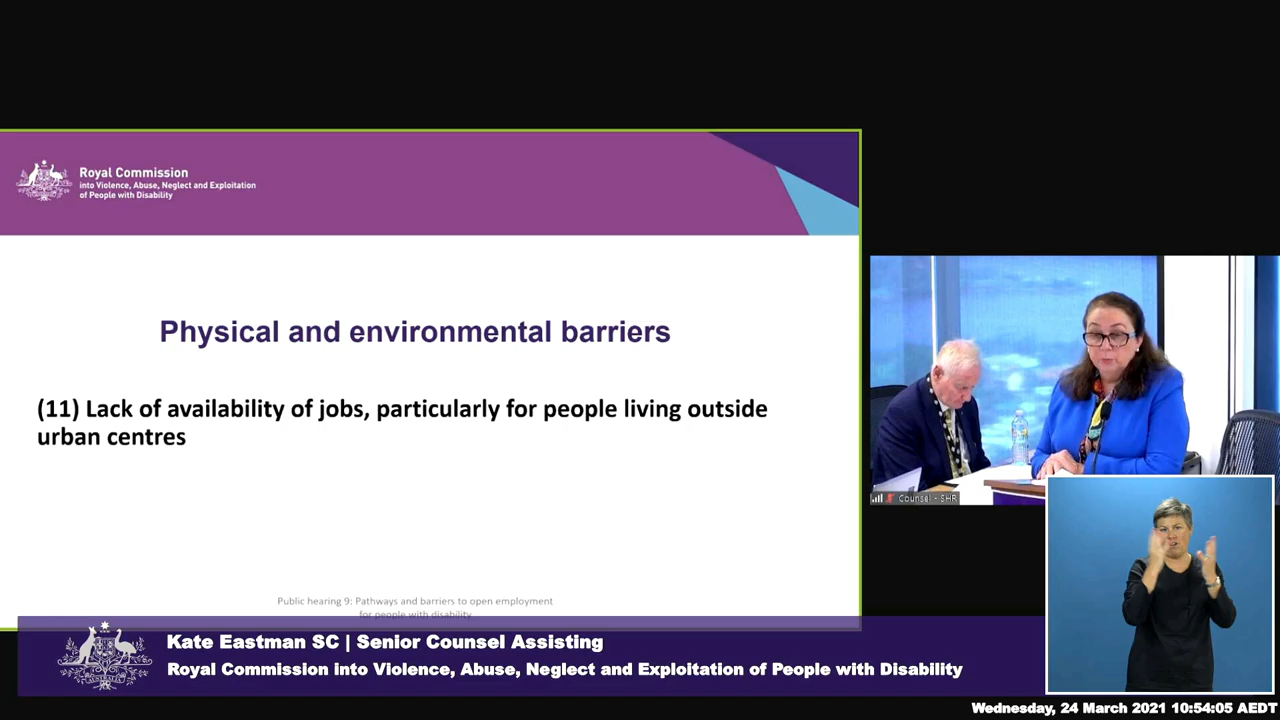 Royal Commission
into Violence, Abuse, Neglect and Exploitation
of People with Disability
Physical and environmental barriers
(11) Lack of availability of jobs, particularly for people living outside
urban centres
Public hearing 9: Pathways and barriers to open employment
for people with disability
Counsel - SHR
Kate Eastman SC | Senior Counsel Assisting
Royal Commission into Violence, Abuse, Neglect and Exploitation of People with Disability
Wednesday, 24 March 2021 10:54:05 AEDT